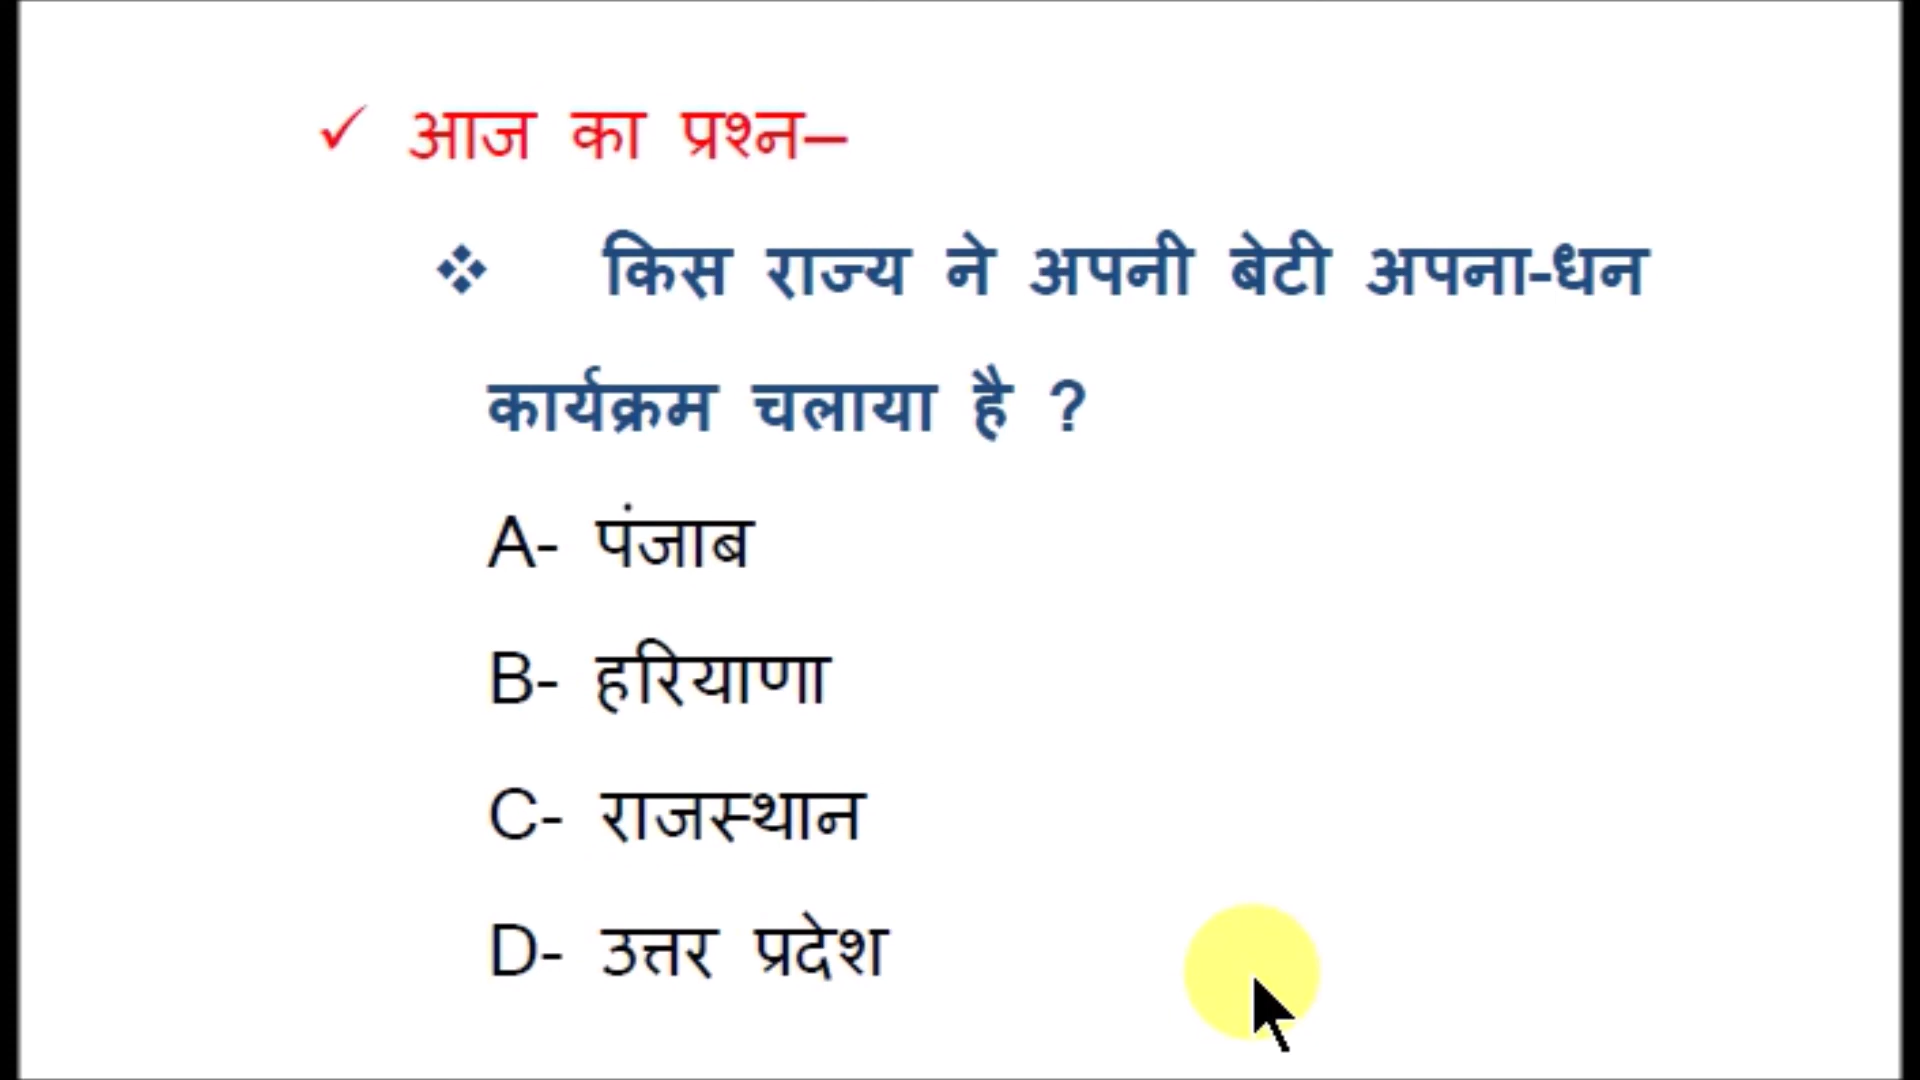 ✓ आज का प्रश्न–
❖ किस राज्य ने अपनी बेटी अपना-धन
कार्यक्रम चलाया है ?
A- पंजाब
B- हरियाणा
C- राजस्थान
D- उत्तर प्रदेश